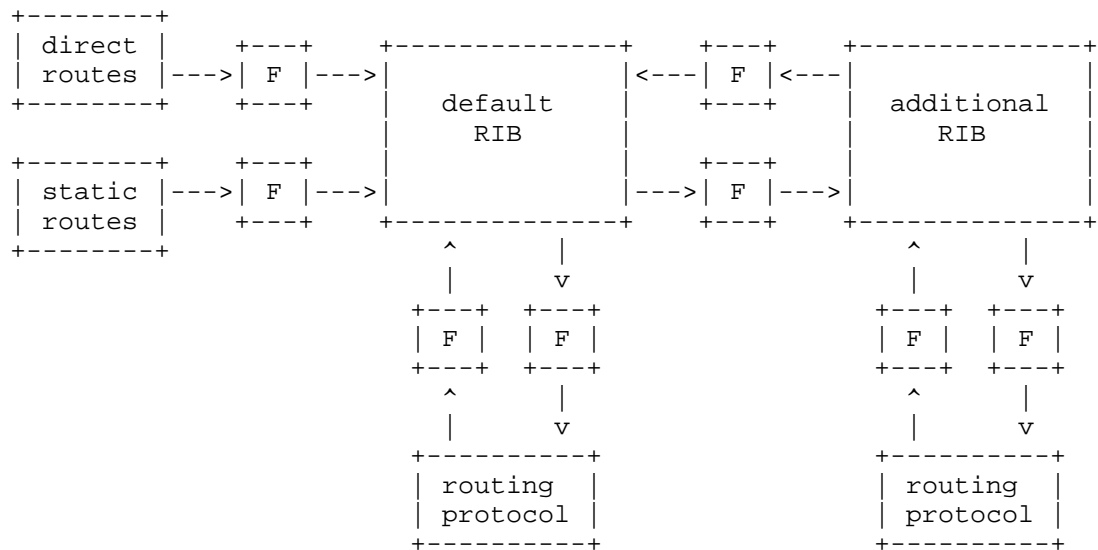 direct
routes ---> F ---> <--- F <---
default additional
RIB RIB
static ---> F ---> ---> F --->
routes
^ | ^ |
| v | v
F F F F
^ | ^ |
| v | v
routing routing
protocol protocol